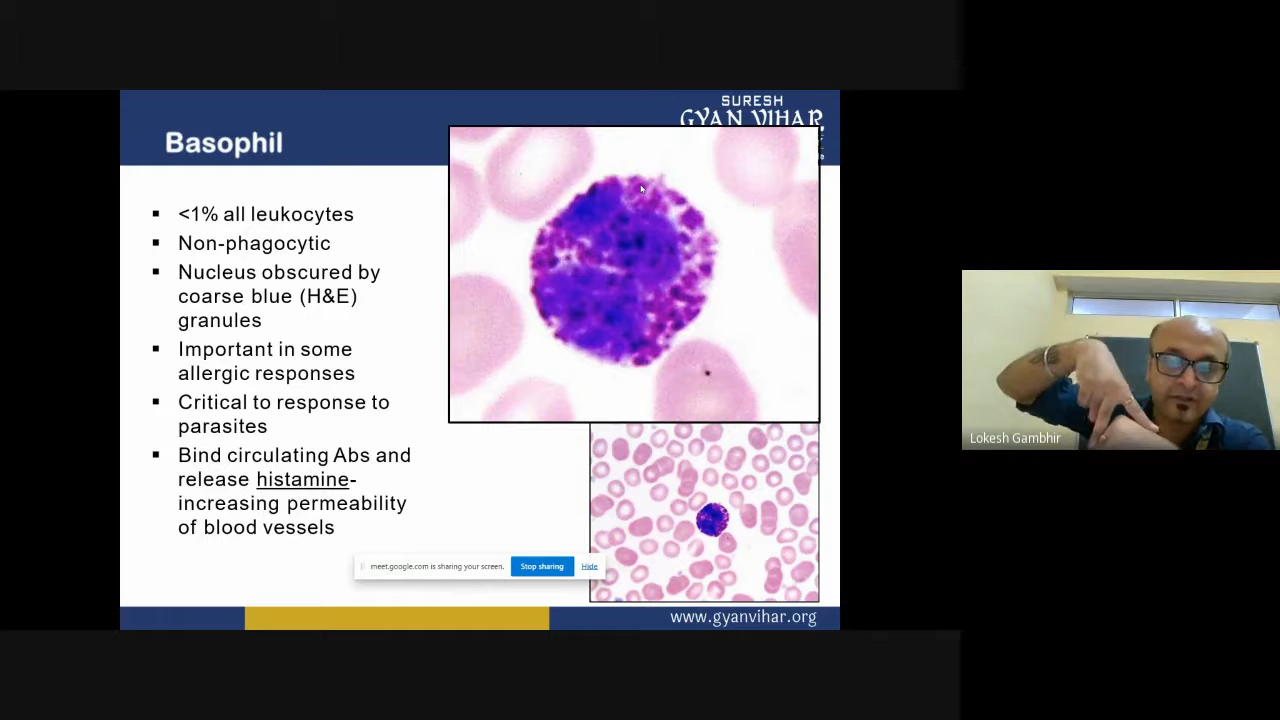 SURESH
GYAN VIHAR
Basophil
▪ <1% all leukocytes
▪ Non-phagocytic
▪ Nucleus obscured by
coarse blue (H&E)
granules
▪ Important in some
allergic responses
▪ Critical to response to
parasites
▪ Bind circulating Abs and
release histamine-
increasing permeability
of blood vessels
meet.google.com is sharing your screen.
Stop sharing
Hide
www.gyanvihar.org
Lokesh Gambhir